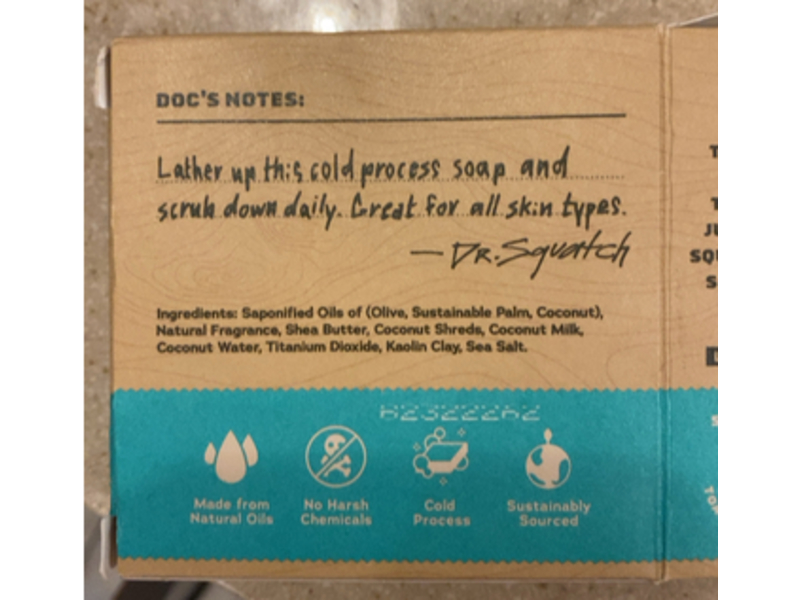 DOC'S NOTES:
Lather up this cold process soap and
scrub down daily. Great for all skin types.
— DR. Squatch
Ingredients: Saponified Oils of (Olive, Sustainable Palm, Coconut),
Natural Fragrance, Shea Butter, Coconut Shreds, Coconut Milk,
Coconut Water, Titanium Dioxide, Kaolin Clay, Sea Salt.
Made from
Natural Oils
No Harsh
Chemicals
Cold
Process
Sustainably
Sourced